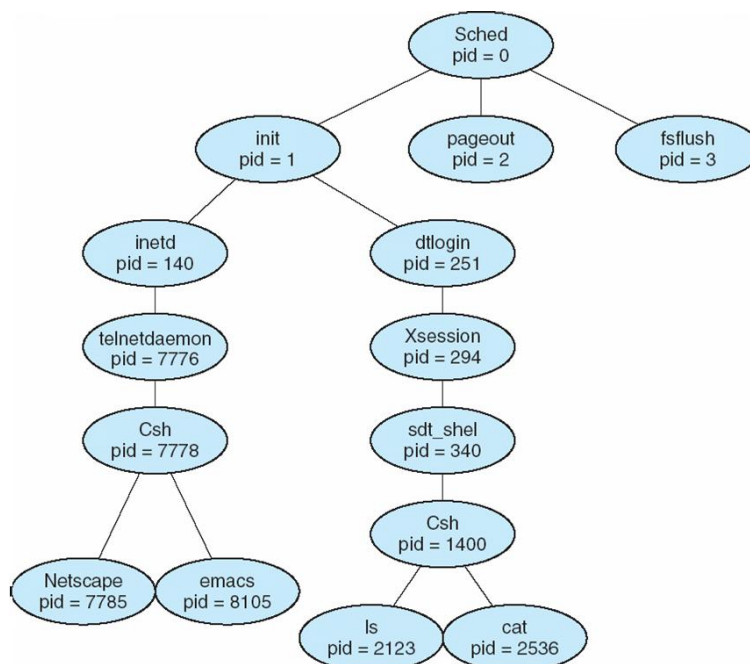 Sched
pid = 0
init
pid = 1
pageout
pid = 2
fsflush
pid = 3
inetd
pid = 140
dtlogin
pid = 251
telnetdaemon
pid = 7776
Xsession
pid = 294
Csh
pid = 7778
sdt_shel
pid = 340
Csh
pid = 1400
Netscape
pid = 7785
emacs
pid = 8105
ls
pid = 2123
cat
pid = 2536